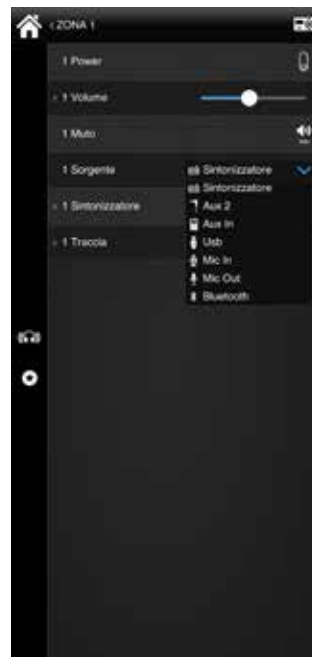 ‹ ZONA 1
1 Power
› 1 Volume
1 Muto
1 Sorgente
Sintonizzatore
Sintonizzatore
Aux 2
Aux In
Usb
Mic In
Mic Out
Bluetooth
› 1 Sintonizzatore
› 1 Traccia